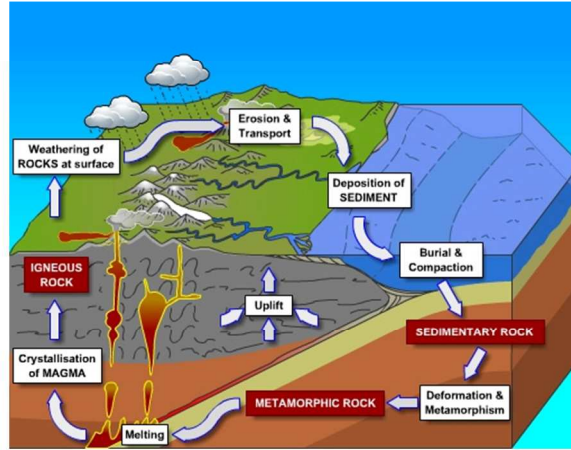 Erosion &
Transport
Weathering of
ROCKS at surface
Deposition of
SEDIMENT
Burial &
Compaction
IGNEOUS
ROCK
Uplift
SEDIMENTARY ROCK
Crystallisation
of MAGMA
Deformation &
Metamorphism
METAMORPHIC ROCK
Melting